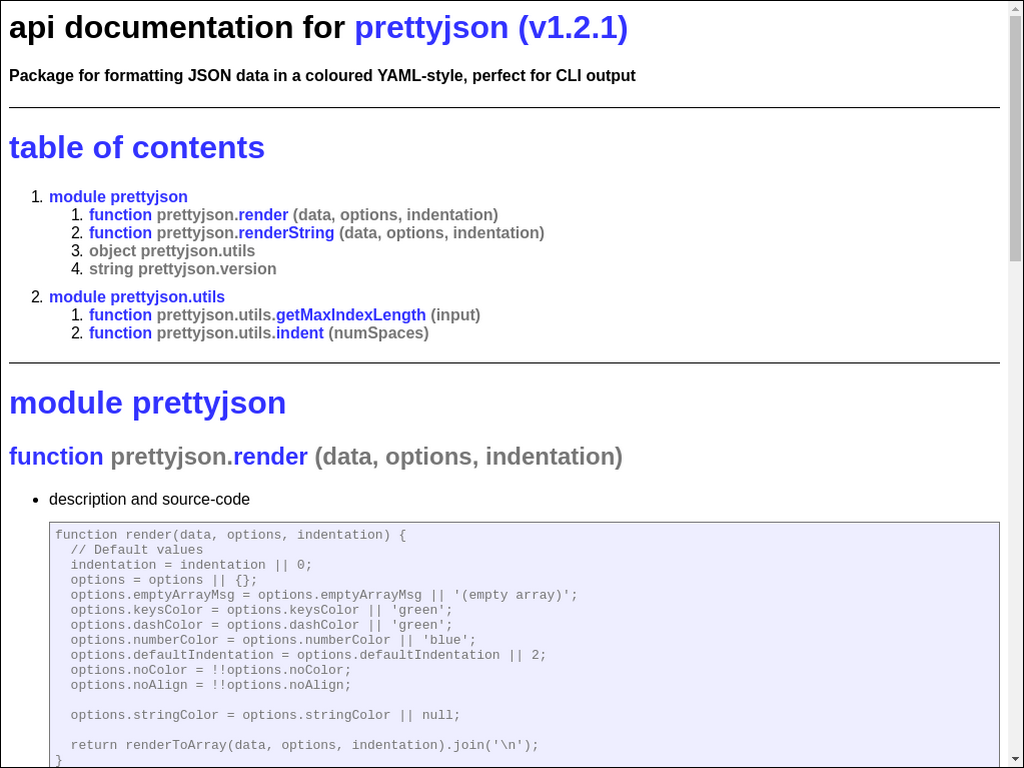 api documentation for prettyjson (v1.2.1)
Package for formatting JSON data in a coloured YAML-style, perfect for CLI output
table of contents
1. module prettyjson
1. function prettyjson.render (data, options, indentation)
2. function prettyjson.renderString (data, options, indentation)
3. object prettyjson.utils
4. string prettyjson.version
2. module prettyjson.utils
1. function prettyjson.utils.getMaxIndexLength (input)
2. function prettyjson.utils.indent (numSpaces)
module prettyjson
function prettyjson.render (data, options, indentation)
• description and source-code
function render(data, options, indentation) {
  // Default values
  indentation = indentation || 0;
  options = options || {};
  options.emptyArrayMsg = options.emptyArrayMsg || '(empty array)';
  options.keysColor = options.keysColor || 'green';
  options.dashColor = options.dashColor || 'green';
  options.numberColor = options.numberColor || 'blue';
  options.defaultIndentation = options.defaultIndentation || 2;
  options.noColor = !!options.noColor;
  options.noAlign = !!options.noAlign;
  options.stringColor = options.stringColor || null;
  return renderToArray(data, options, indentation).join('\n');
}